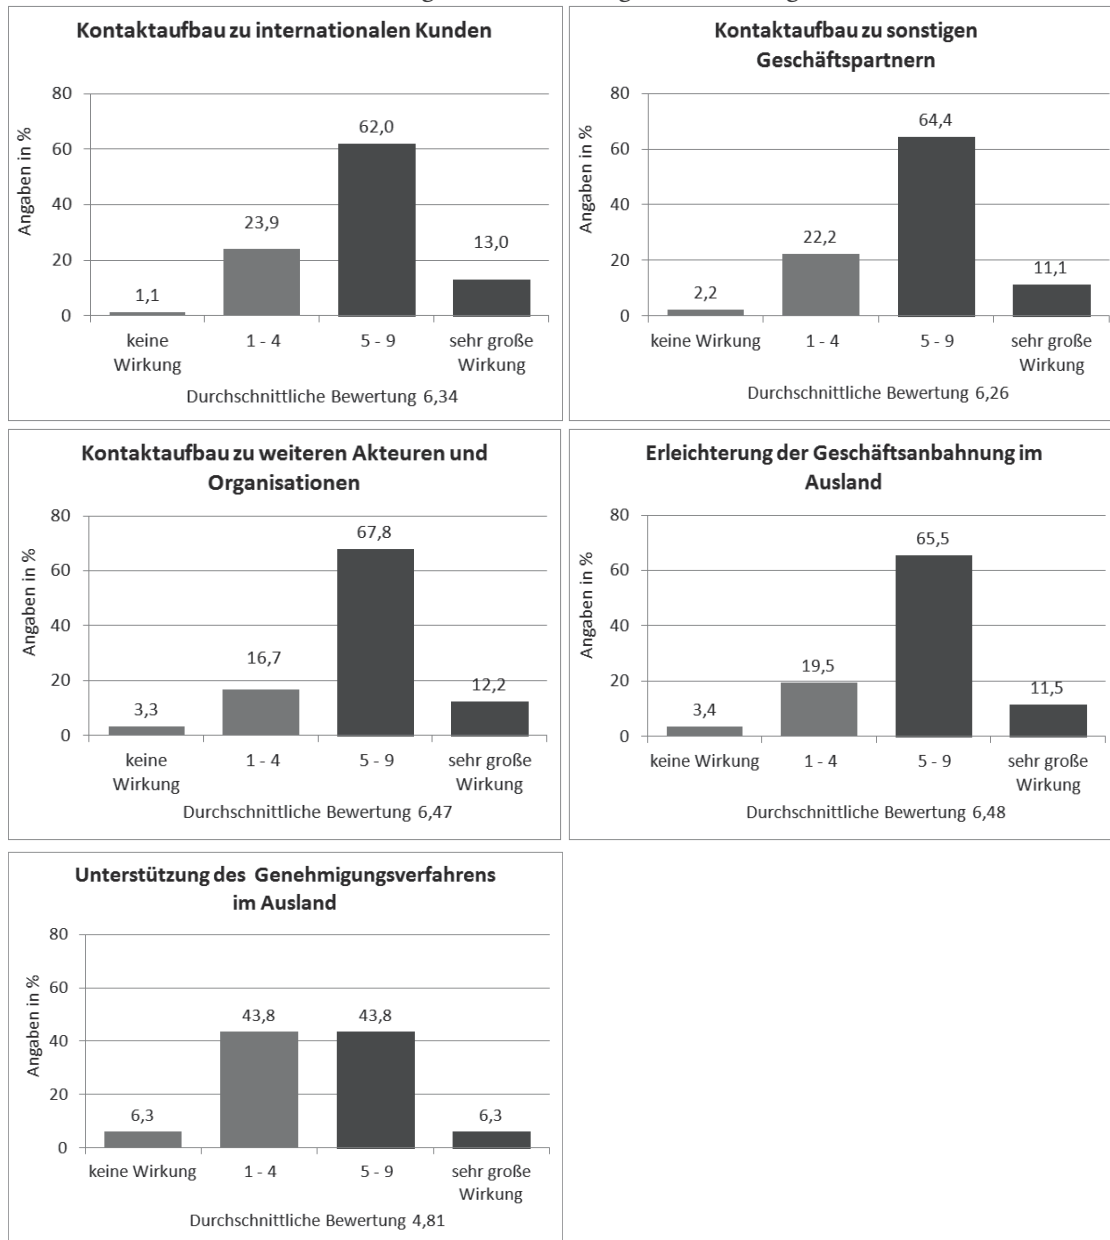 Kontaktaufbau zu internationalen Kunden
Angaben in %
80
60
40
20
0
1,1
23,9
62,0
13,0
keine Wirkung
1 - 4
5 - 9
sehr große Wirkung
Durchschnittliche Bewertung 6,34
Kontaktaufbau zu sonstigen
Geschäftspartnern
Angaben in %
80
60
40
20
0
2,2
22,2
64,4
11,1
keine Wirkung
1 - 4
5 - 9
sehr große Wirkung
Durchschnittliche Bewertung 6,26
Kontaktaufbau zu weiteren Akteuren und
Organisationen
Angaben in %
80
60
40
20
0
3,3
16,7
67,8
12,2
keine Wirkung
1 - 4
5 - 9
sehr große Wirkung
Durchschnittliche Bewertung 6,47
Erleichterung der Geschäftsanbahnung im
Ausland
Angaben in %
80
60
40
20
0
3,4
19,5
65,5
11,5
keine Wirkung
1 - 4
5 - 9
sehr große Wirkung
Durchschnittliche Bewertung 6,48
Unterstützung des Genehmigungsverfahrens
im Ausland
Angaben in %
80
60
40
20
0
6,3
43,8
43,8
6,3
keine Wirkung
1 - 4
5 - 9
sehr große Wirkung
Durchschnittliche Bewertung 4,81